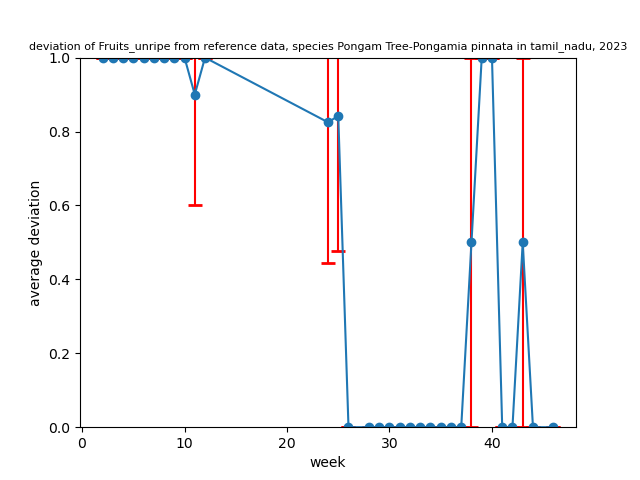 deviation of Fruits_unripe from reference data, species Pongam Tree-Pongamia pinnata in tamil_nadu, 2023
1.0
0.8
0.6
0.4
0.2
0.0
average deviation
0 10 20 30 40
week